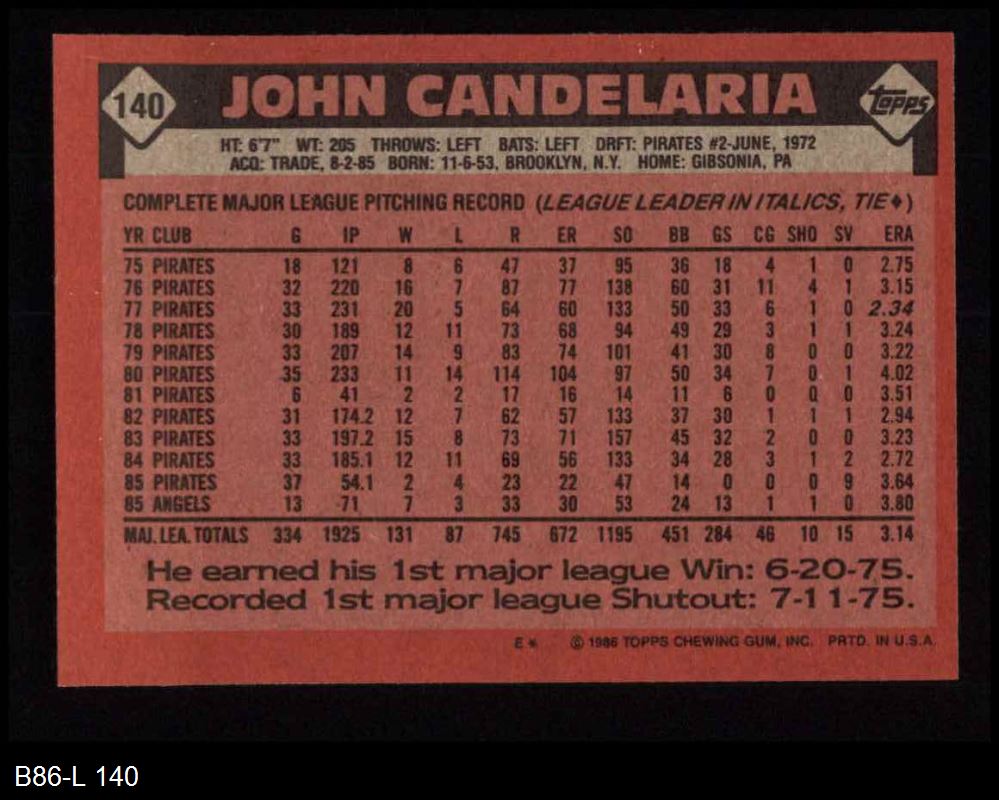 140 JOHN CANDELARIA topps
HT: 6'7" WT: 205 THROWS: LEFT BATS: LEFT DRFT: PIRATES #2-JUNE, 1972
ACQ: TRADE, 8-2-85 BORN: 11-6-53, BROOKLYN, N.Y. HOME: GIBSONIA, PA
COMPLETE MAJOR LEAGUE PITCHING RECORD (LEAGUE LEADER IN ITALICS, TIE♦)
YR CLUB G IP W L R ER SO BB GS CG SHO SV ERA
75 PIRATES 18 121 8 6 47 37 95 36 18 4 1 0 2.75
76 PIRATES 32 220 16 7 87 77 138 60 31 11 4 1 3.15
77 PIRATES 33 231 20 5 64 60 133 50 33 6 1 0 2.34
78 PIRATES 30 189 12 11 73 68 94 49 29 3 1 1 3.24
79 PIRATES 33 207 14 9 83 74 101 41 30 8 0 0 3.22
80 PIRATES 35 233 11 14 114 104 97 50 34 7 0 1 4.02
81 PIRATES 6 41 2 2 17 16 14 11 6 0 0 0 3.51
82 PIRATES 31 174.2 12 7 62 57 133 37 30 1 1 1 2.94
83 PIRATES 33 197.2 15 8 73 71 157 45 32 2 0 0 3.23
84 PIRATES 33 185.1 12 11 69 56 133 34 28 3 1 2 2.72
85 PIRATES 37 54.1 2 4 23 22 47 14 0 0 0 9 3.64
85 ANGELS 13 71 7 3 33 30 53 24 13 1 1 0 3.80
MAJ. LEA. TOTALS 334 1925 131 87 745 672 1195 451 284 46 10 15 3.14
He earned his 1st major league Win: 6-20-75.
Recorded 1st major league Shutout: 7-11-75.
E * © 1986 TOPPS CHEWING GUM, INC. PRTD. IN U.S.A.
B86-L 140